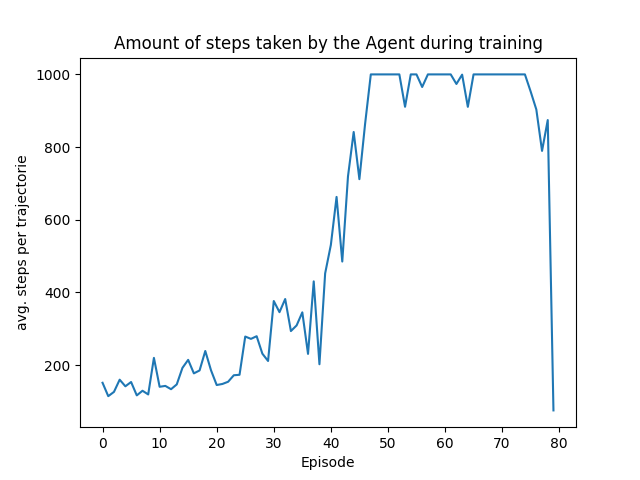 Amount of steps taken by the Agent during training
1000
800
600
400
200
avg. steps per trajectorie
0 10 20 30 40 50 60 70 80
Episode